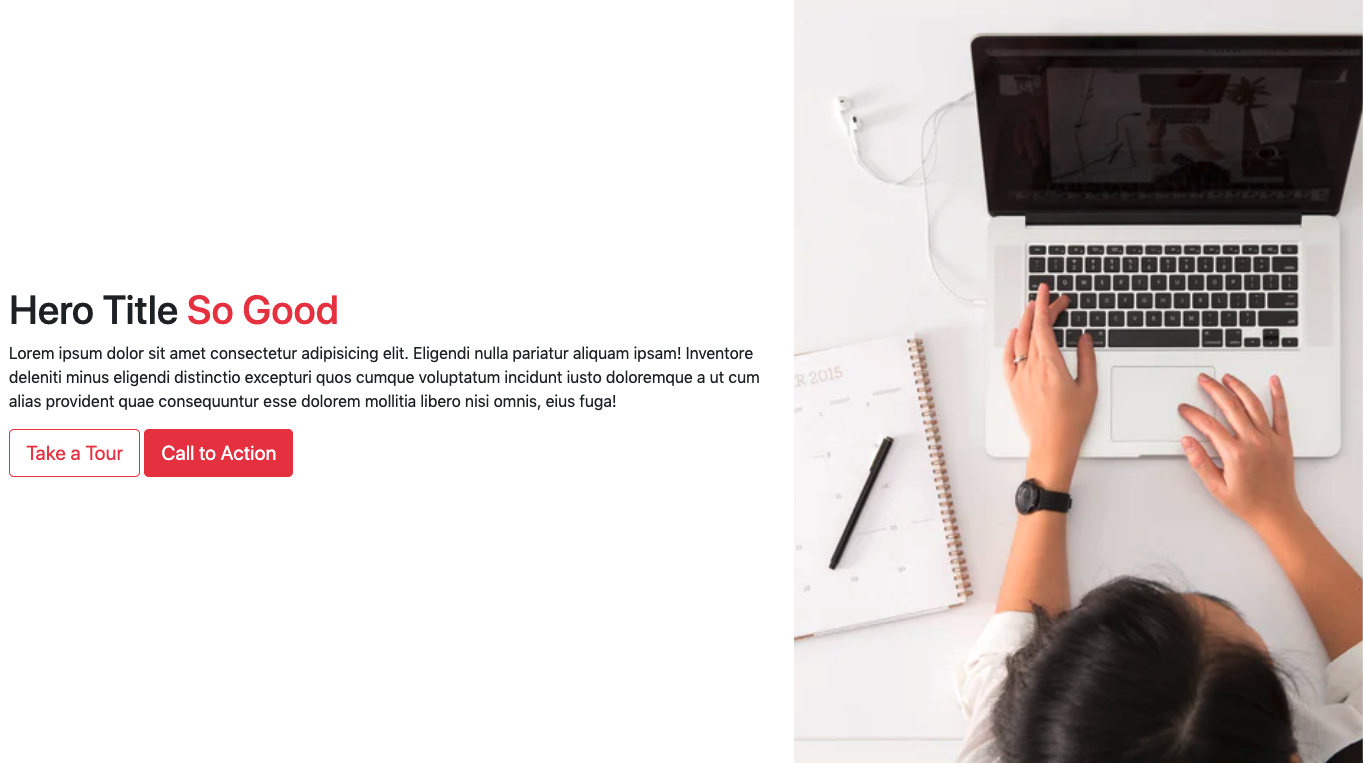 Hero Title So Good
Lorem ipsum dolor sit amet consectetur adipisicing elit. Eligendi nulla pariatur aliquam ipsam! Inventore
deleniti minus eligendi distinctio excepturi quos cumque voluptatum incidunt iusto doloremque a ut cum
alias provident quae consequuntur esse dolorem mollitia libero nisi omnis, eius fuga!
Take a Tour Call to Action
2015